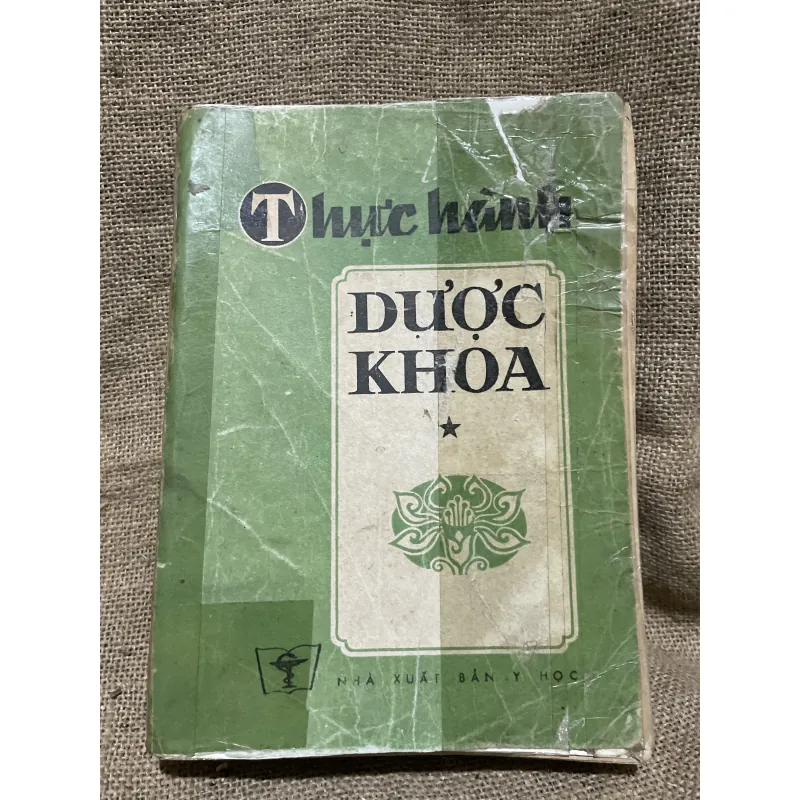 Thực hành
DƯỢC
KHOA
NHÀ XUẤT BẢN Y HỌC